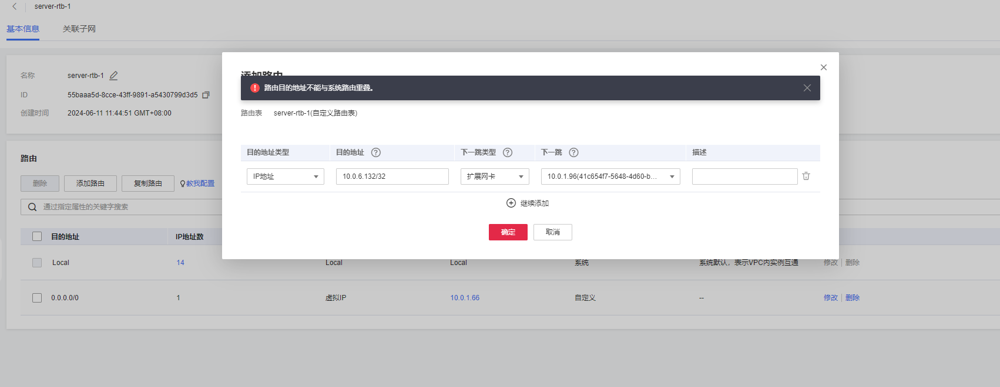 server-rtb-1
基本信息 关联子网
名称 server-rtb-1
ID 55baaa5d-8cce-43ff-9891-a5430799d3d5
创建时间 2024-06-11 11:44:51 GMT+08:00
添加路由
路由目的地址不能与系统路由重叠。
路由表 server-rtb-1(自定义路由表)
目的地址类型 目的地址 下一跳类型 下一跳 描述
IP地址 10.0.6.132/32 扩展网卡 10.0.1.96(41c654f7-5648-4d60-b...
继续添加
确定 取消
路由
删除 添加路由 复制路由 教我配置
通过指定属性的关键字搜索
目的地址 IP地址数
Local 14 Local Local 系统 系统默认，表示VPC内实例互通 修改 删除
0.0.0.0/0 1 虚拟IP 10.0.1.66 自定义 -- 修改 删除